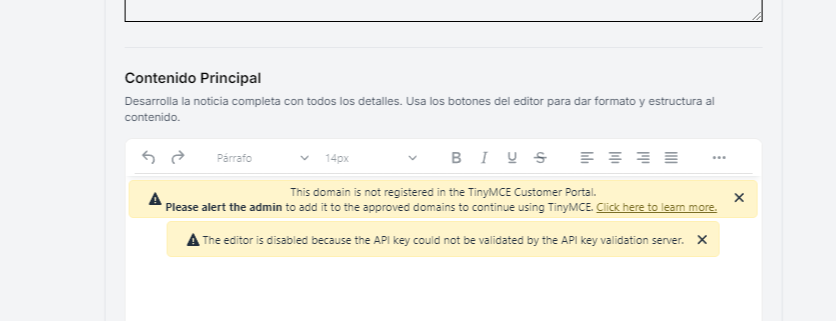 Contenido Principal
Desarrolla la noticia completa con todos los detalles. Usa los botones del editor para dar formato y estructura al
contenido.
Párrafo 14px B I U S ...
This domain is not registered in the TinyMCE Customer Portal.
Please alert the admin to add it to the approved domains to continue using TinyMCE. Click here to learn more.
The editor is disabled because the API key could not be validated by the API key validation server.